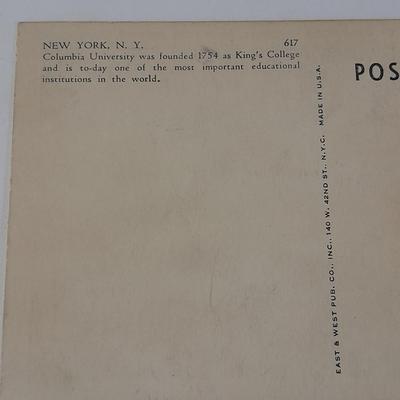 NEW YORK, N. Y. 617
Columbia University was founded 1754 as King's College
and is to-day one of the most important educational
institutions in the world.
POS
EAST & WEST PUB. CO., INC., 140 W. 42ND ST., N.Y.C. MADE IN U.S.A.